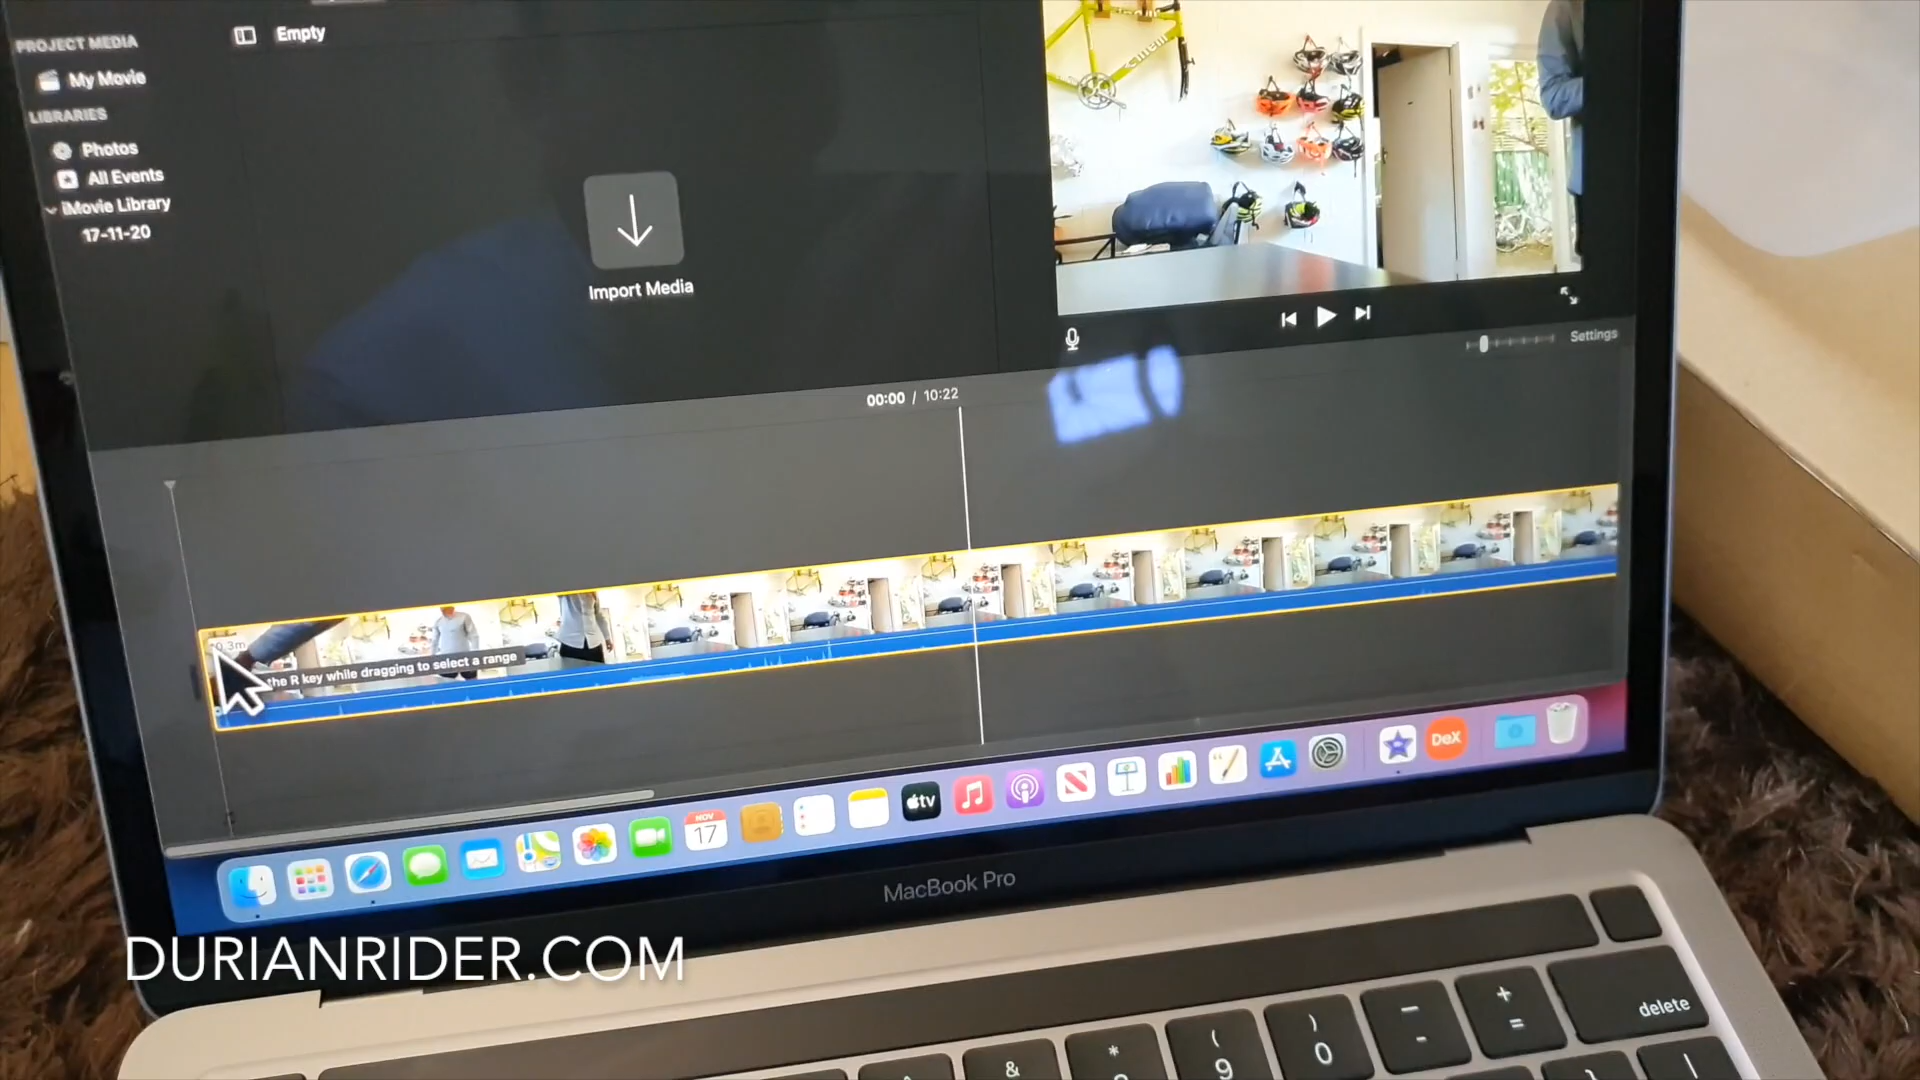 PROJECT MEDIA
Empty
My Movie
LIBRARIES
Photos
All Events
iMovie Library
17-11-20
Import Media
Settings
00:00 / 10:22
the R key while dragging to select a range
NOV
17
tv
DeX
MacBook Pro
DURIANRIDER.COM
delete
+
=
-
-
)
0
(
9
*
&